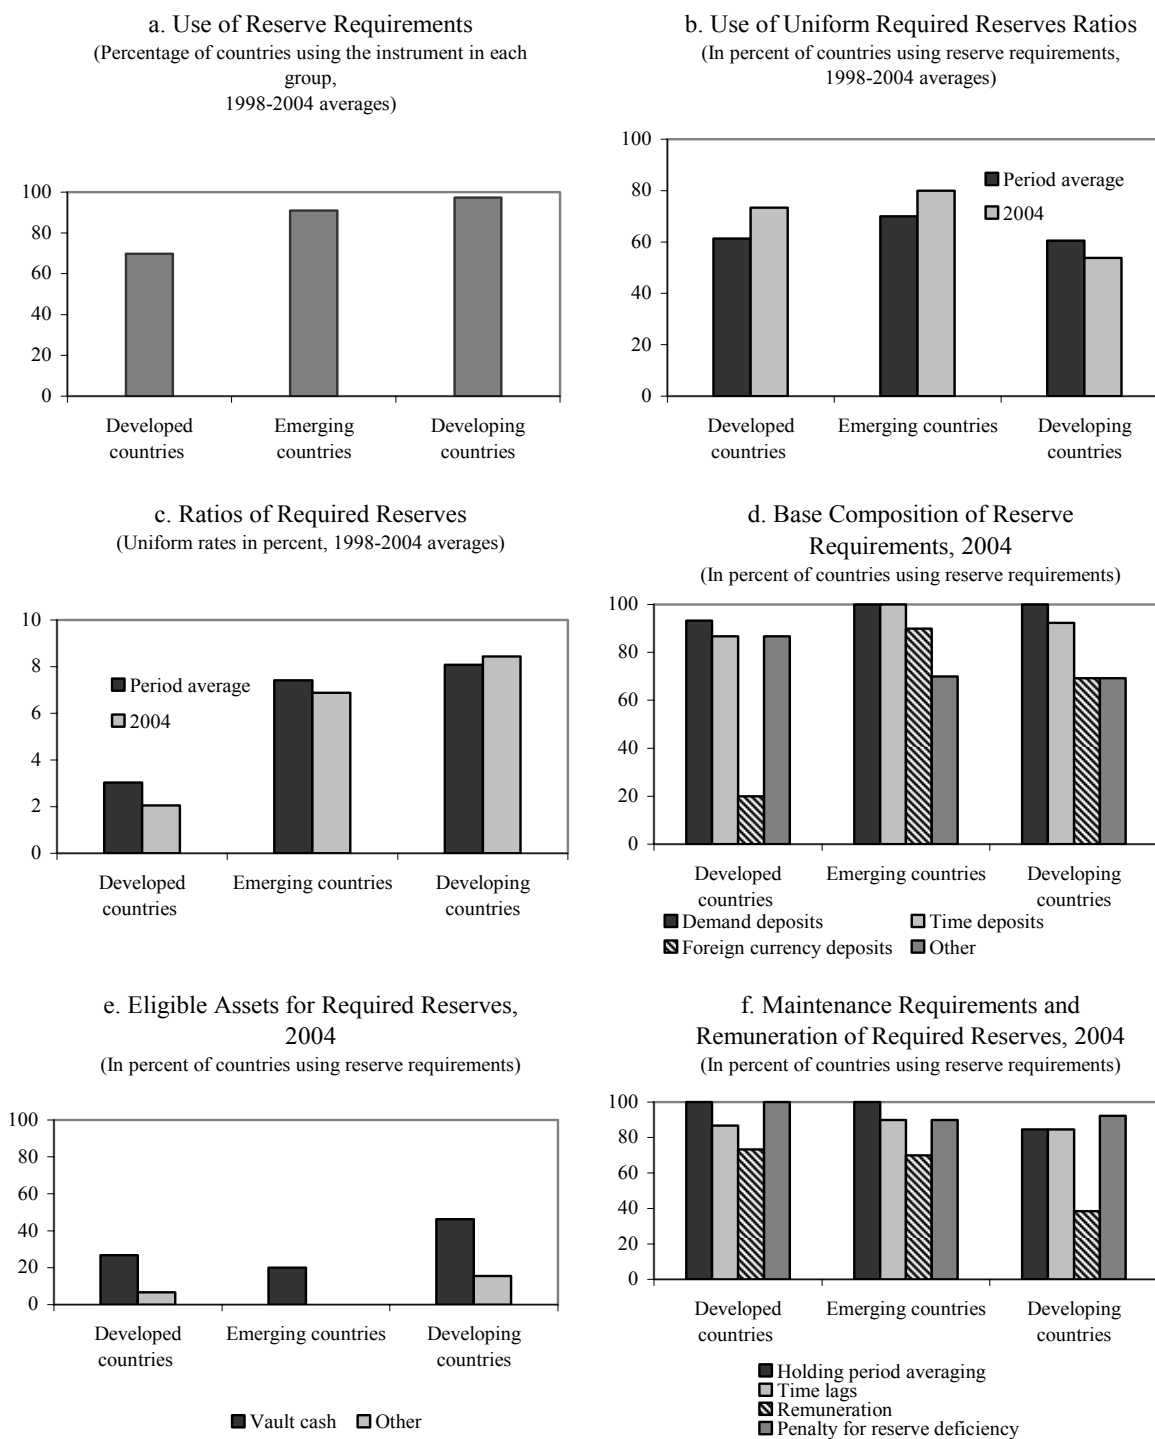 a. Use of Reserve Requirements
(Percentage of countries using the instrument in each
group,
1998-2004 averages)
100
80
60
40
20
0
Developed
countries
Emerging
countries
Developing
countries
b. Use of Uniform Required Reserves Ratios
(In percent of countries using reserve requirements,
1998-2004 averages)
100
80
60
40
20
0
Period average
2004
Developed
countries
Emerging countries
Developing
countries
c. Ratios of Required Reserves
(Uniform rates in percent, 1998-2004 averages)
10
8
6
4
2
0
Period average
2004
Developed
countries
Emerging countries
Developing
countries
d. Base Composition of Reserve
Requirements, 2004
(In percent of countries using reserve requirements)
100
80
60
40
20
0
Developed
countries
Emerging countries
Developing
countries
Demand deposits
Time deposits
Foreign currency deposits
Other
e. Eligible Assets for Required Reserves,
2004
(In percent of countries using reserve requirements)
100
80
60
40
20
0
Developed
countries
Emerging countries
Developing
countries
Vault cash
Other
f. Maintenance Requirements and
Remuneration of Required Reserves, 2004
(In percent of countries using reserve requirements)
100
80
60
40
20
0
Developed
countries
Emerging countries
Developing
countries
Holding period averaging
Time lags
Remuneration
Penalty for reserve deficiency